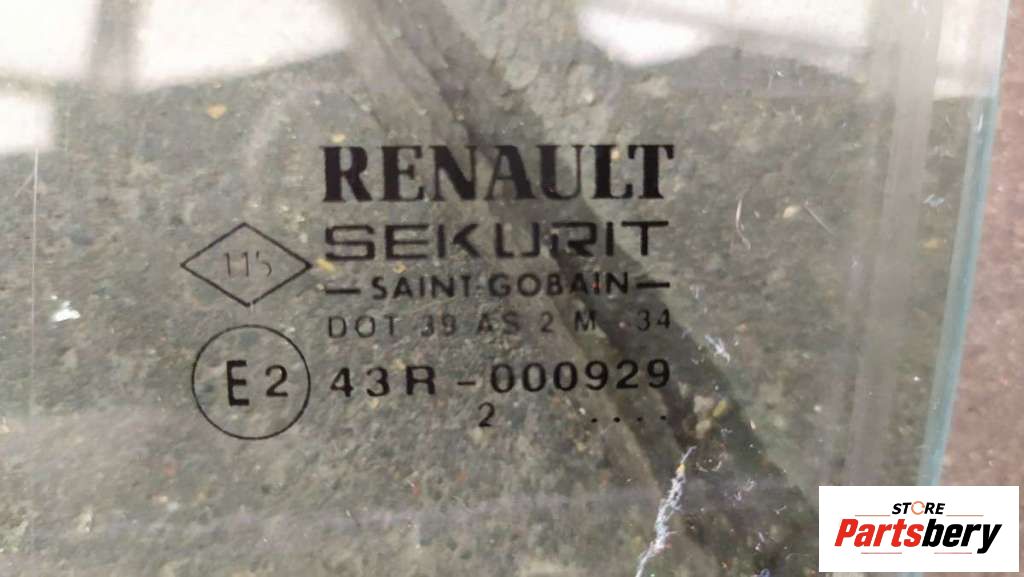 RENAULT
SEKURIT
—SAINT-GOBAIN—
DOT 39 AS 2 M 34
E2
43R-000929
2 ....
STORE
Partsbery